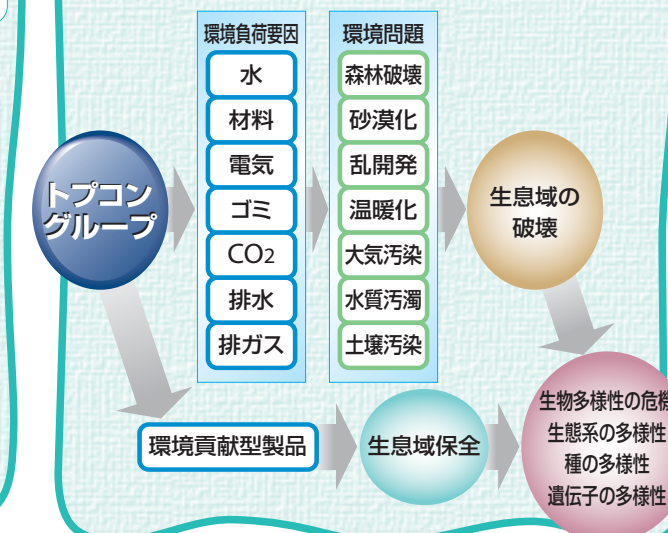 環境負荷要因
水
材料
電気
ゴミ
CO2
排水
排ガス
環境問題
森林破壊
砂漠化
乱開発
温暖化
大気汚染
水質汚濁
土壌汚染
トプコン
グループ
生息域の
破壊
環境貢献型製品
生息域保全
生物多様性の危機
生態系の多様性
種の多様性
遺伝子の多様性